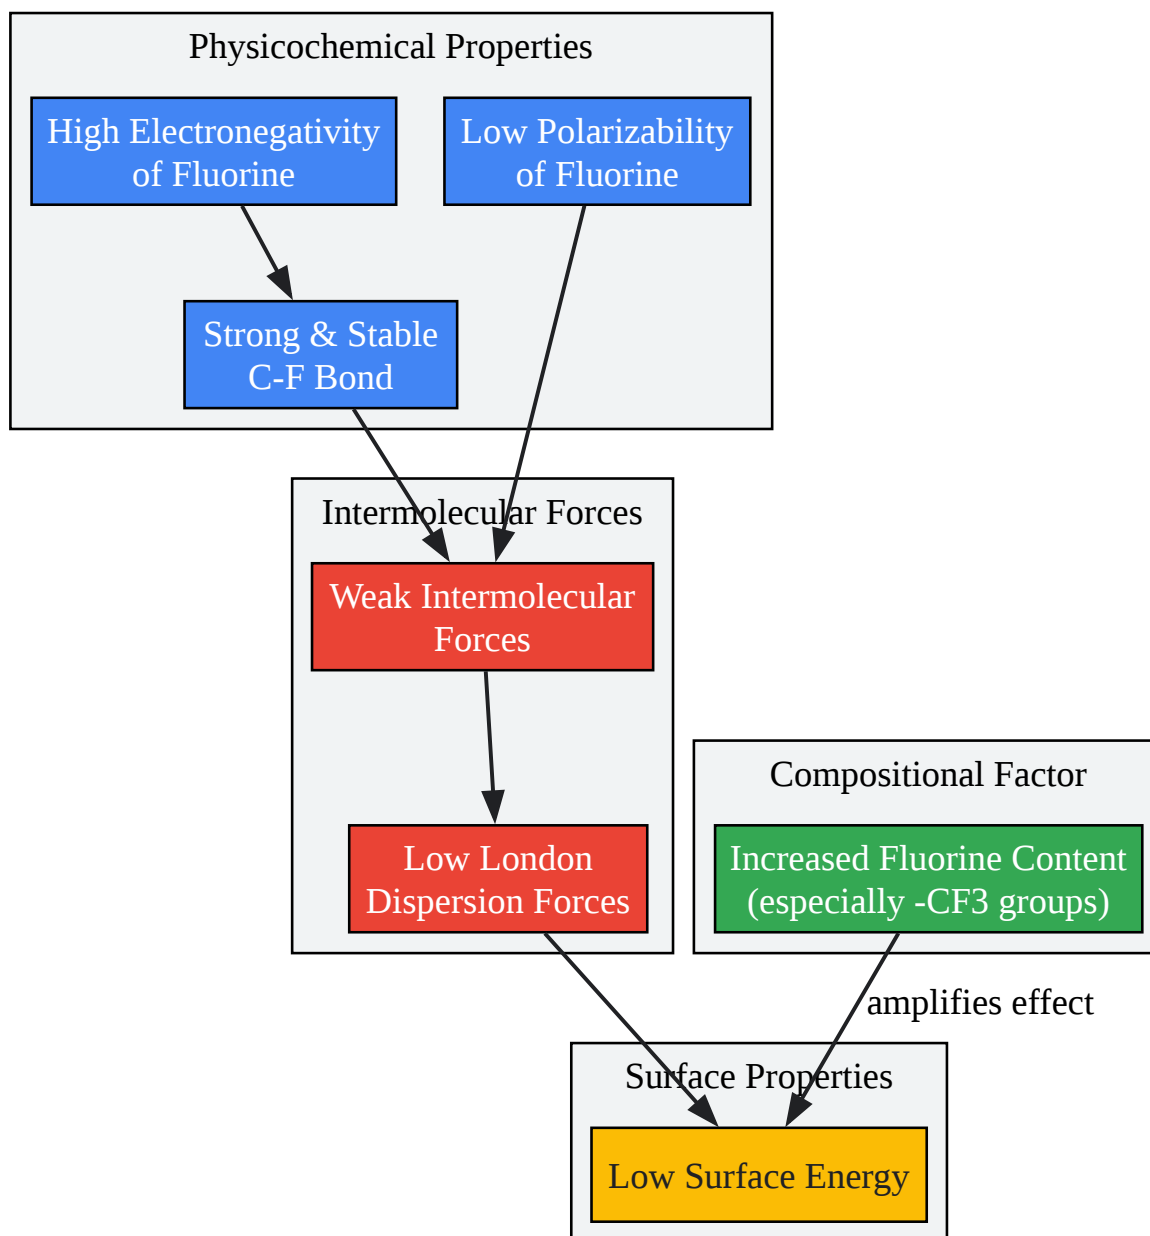 Physicochemical Properties
High Electronegativity
of Fluorine
Low Polarizability
of Fluorine
Strong & Stable
C-F Bond
Intermolecular Forces
Weak Intermolecular
Forces
Low London
Dispersion Forces
Compositional Factor
Increased Fluorine Content
(especially -CF3 groups)
amplifies effect
Surface Properties
Low Surface Energy